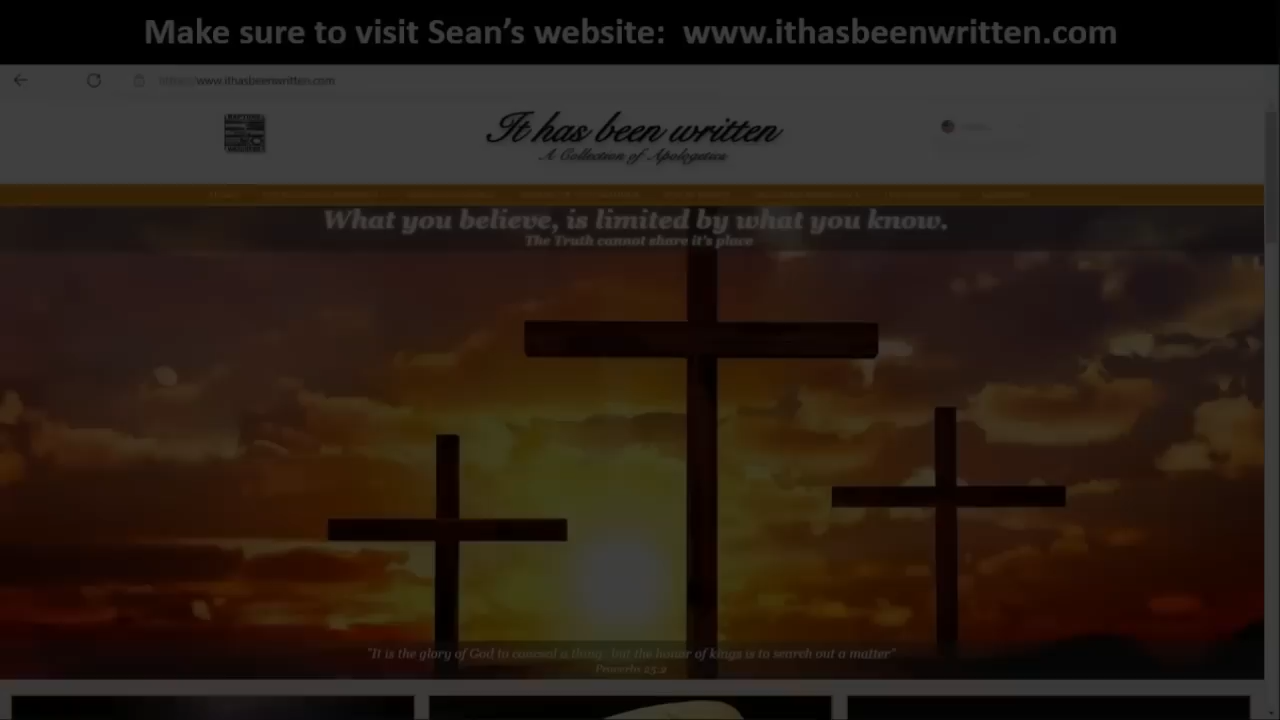 Make sure to visit Sean's website: www.ithasbeenwritten.com
www.ithasbeenwritten.com
It has been written
A Collection of Apologetics
What you believe, is limited by what you know.
The Truth cannot share it's place
"It is the glory of God to conceal a thing: but the honor of kings is to search out a matter"
Proverbs 25:2